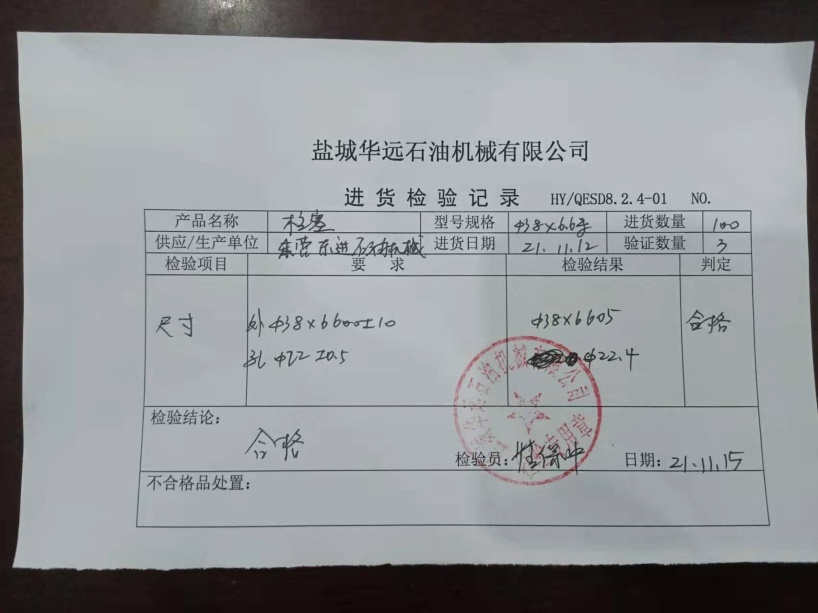 盐城华远石油机械有限公司
进货检验记录 HY/QESD8.2.4-01 NO.
产品名称 柱塞 型号规格 φ38×6.6 进货数量 100
供应/生产单位 东营东进石油机械 进货日期 21.11.12 验证数量 3
检验项目 要求 检验结果 判定
尺寸 外φ38×6600±10 φ38×6605 合格
孔φ22±0.5 φ22.4
检验结论:
合格
检验员: 日期: 21.11.15
不合格品处置: